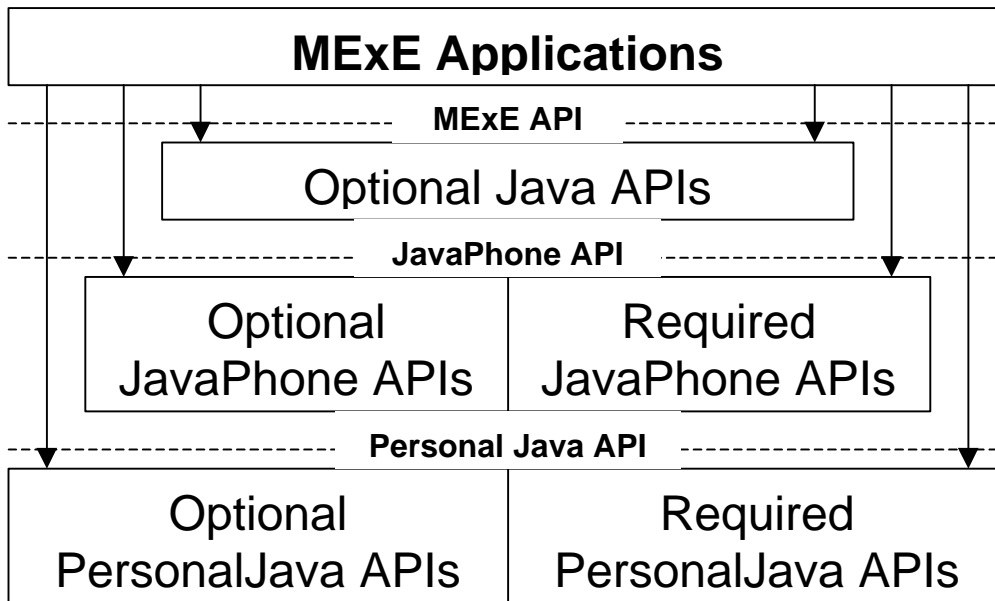 MExE Applications
MExE API
Optional Java APIs
JavaPhone API
Optional
JavaPhone APIs
Required
JavaPhone APIs
Personal Java API
Optional
PersonalJava APIs
Required
PersonalJava APIs